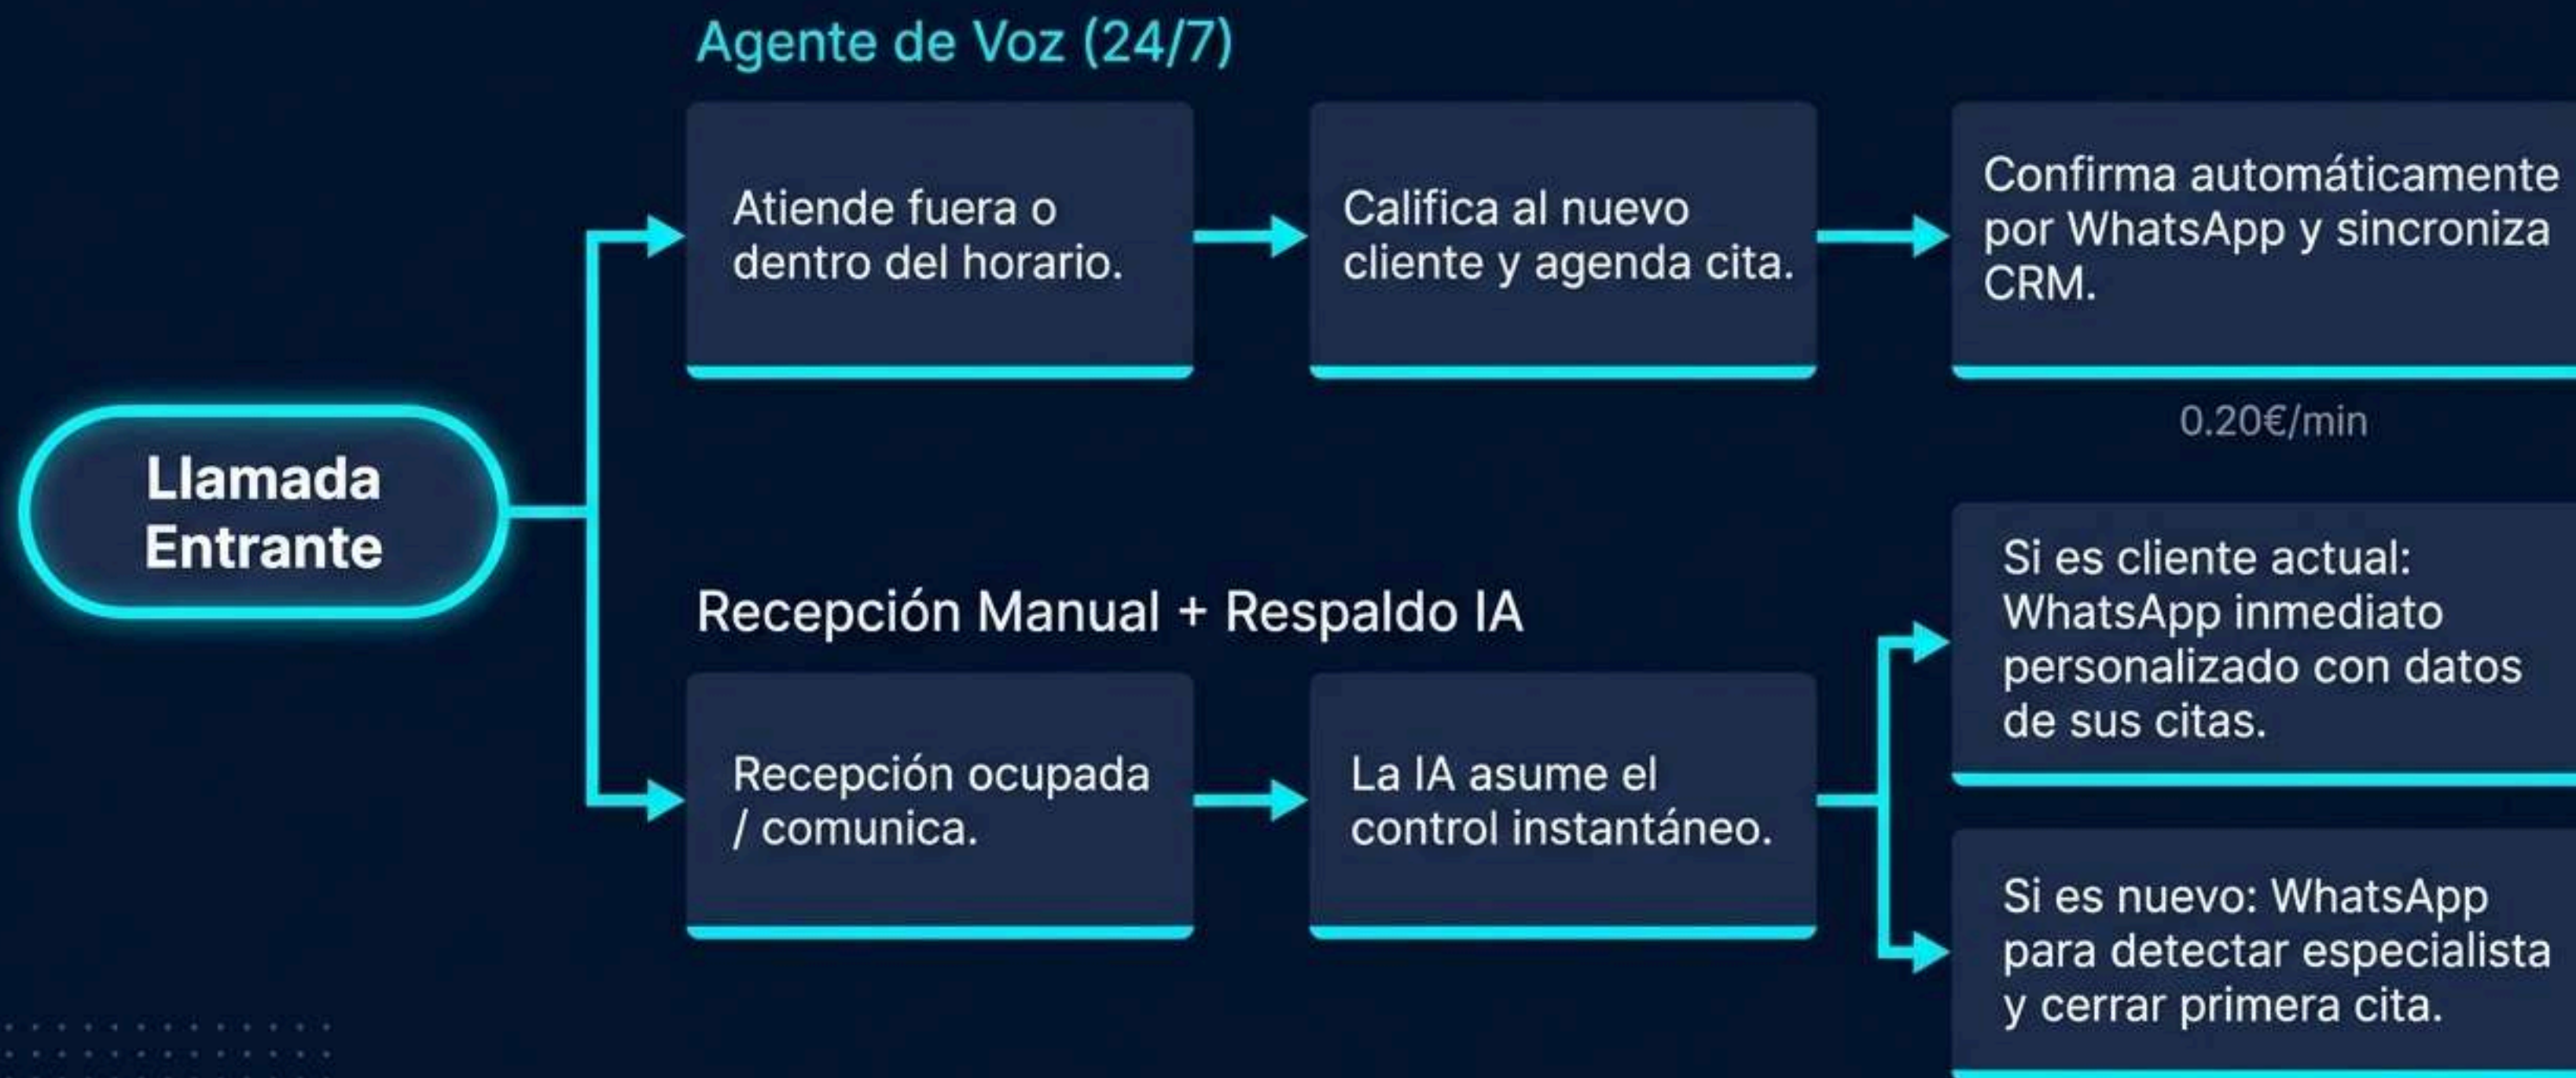 Agente de Voz (24/7)
Atiende fuera o
dentro del horario.
Califica al nuevo
cliente y agenda cita.
Confirma automáticamente
por WhatsApp y sincroniza
CRM.
0.20€/min
Llamada
Entrante
Recepción Manual + Respaldo IA
Recepción ocupada
/ comunica.
La IA asume el
control instantáneo.
Si es cliente actual:
WhatsApp inmediato
personalizado con datos
de sus citas.
Si es nuevo: WhatsApp
para detectar especialista
y cerrar primera cita.